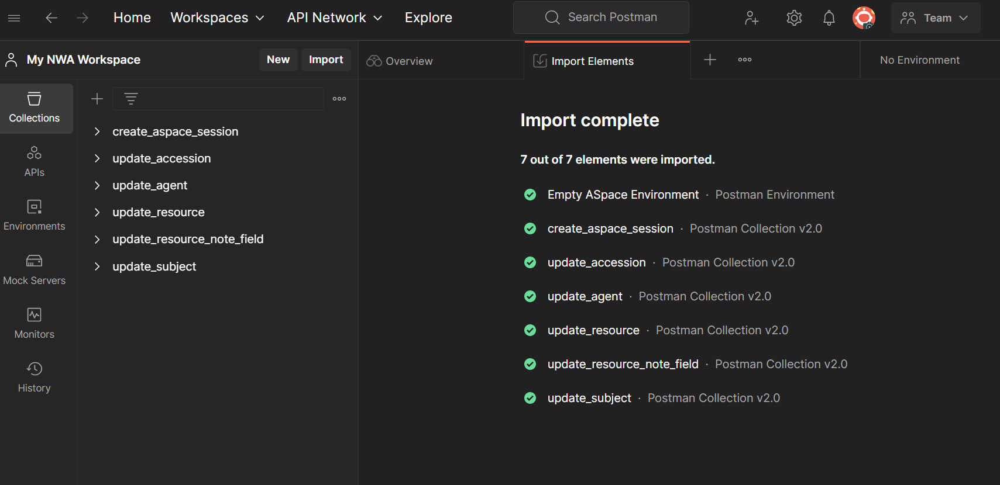 Home Workspaces API Network Explore Search Postman Team
My NWA Workspace New Import Overview Import Elements No Environment
Collections
APIs
Environments
Mock Servers
Monitors
History
create_aspace_session
update_accession
update_agent
update_resource
update_resource_note_field
update_subject
Import complete
7 out of 7 elements were imported.
Empty ASpace Environment · Postman Environment
create_aspace_session · Postman Collection v2.0
update_accession · Postman Collection v2.0
update_agent · Postman Collection v2.0
update_resource · Postman Collection v2.0
update_resource_note_field · Postman Collection v2.0
update_subject · Postman Collection v2.0